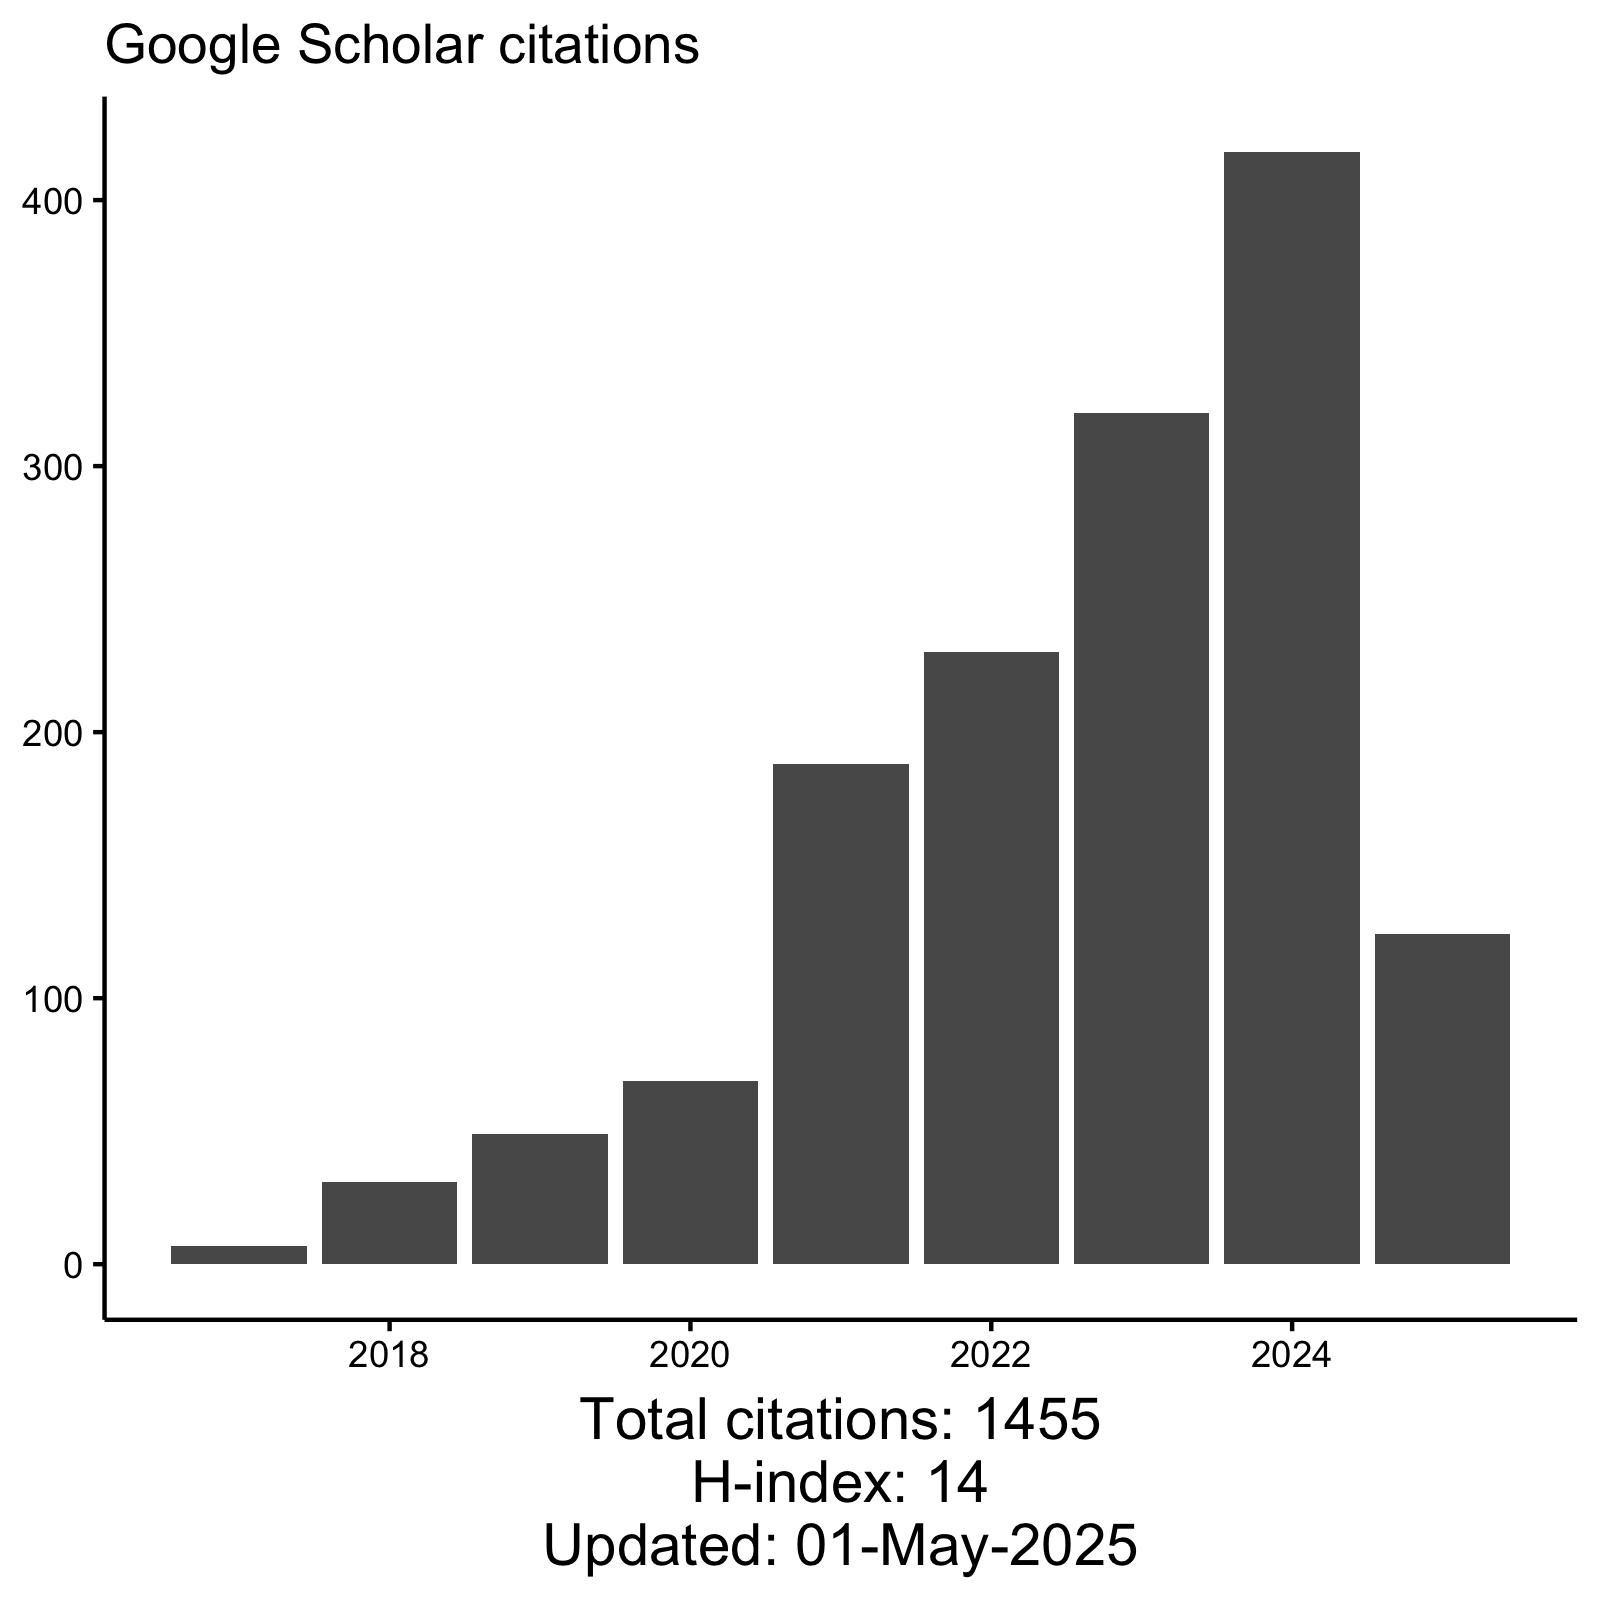 Google Scholar citations
400
300
200
100
0
2018 2020 2022 2024
Total citations: 1455
H-index: 14
Updated: 01-May-2025